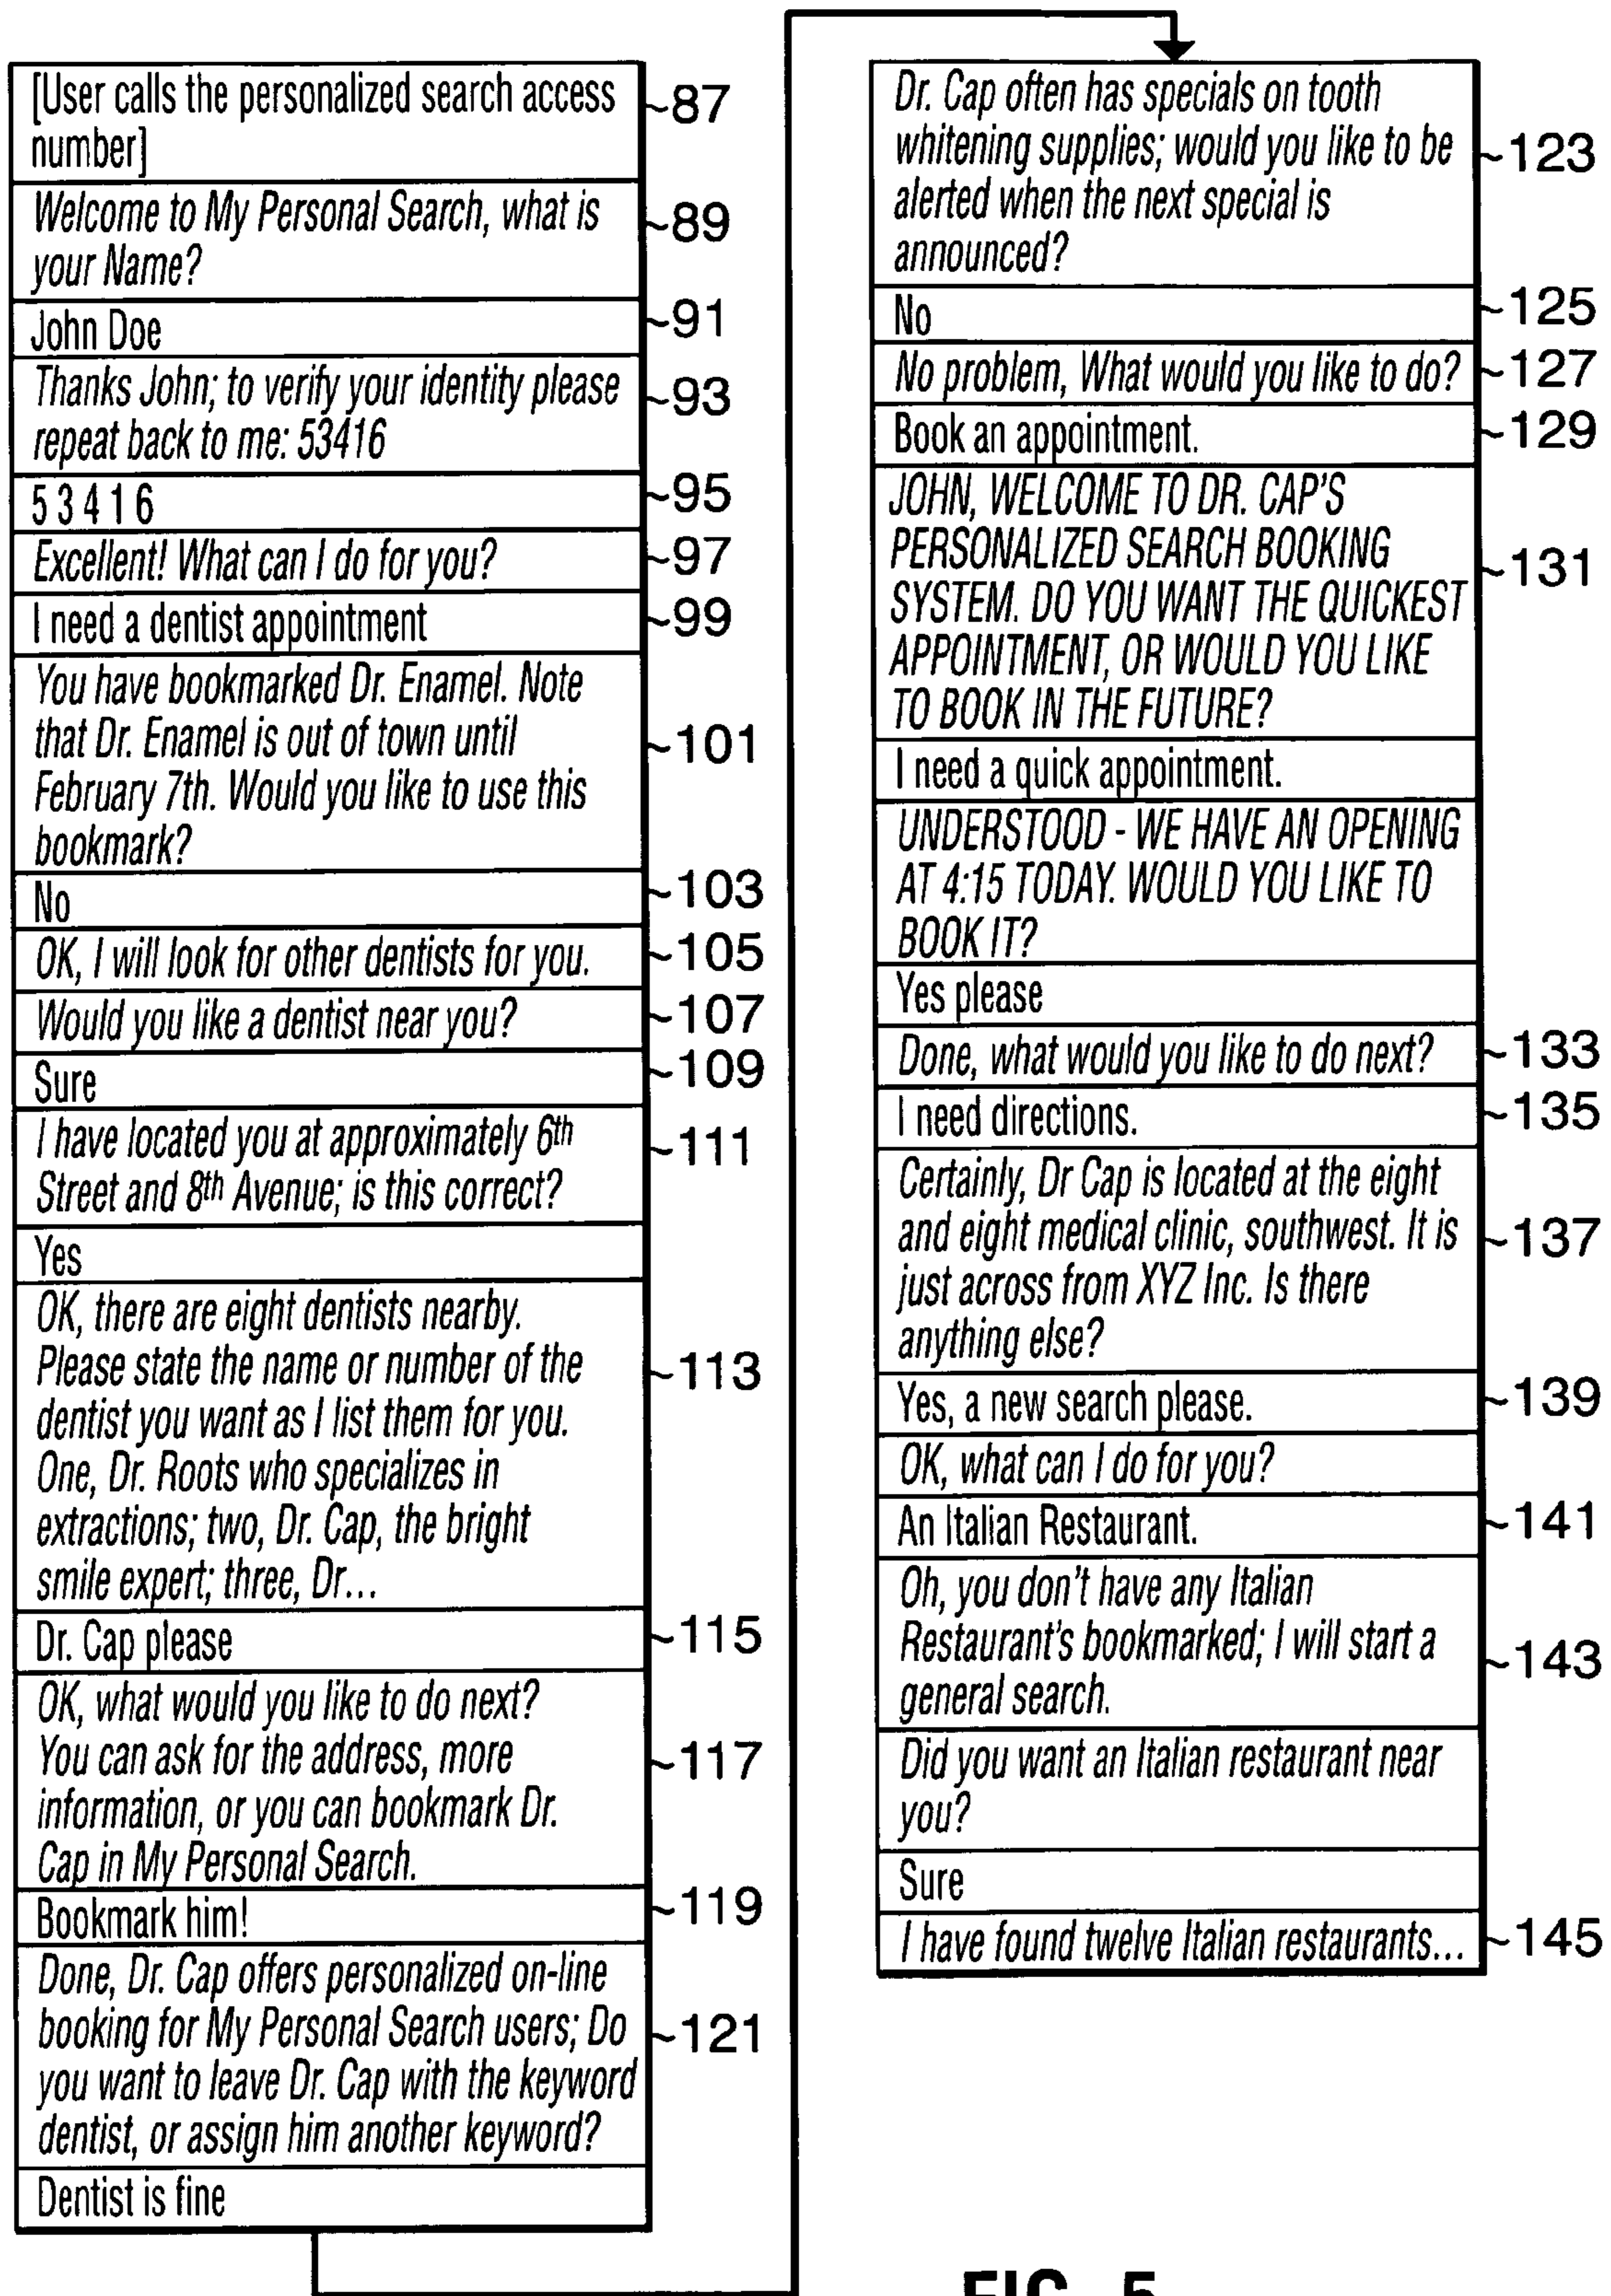 [User calls the personalized search access
number]
~87
Welcome to My Personal Search, what is
your Name?
~89
John Doe
~91
Thanks John; to verify your identity please
repeat back to me: 53416
~93
5 3 4 1 6
~95
Excellent! What can I do for you?
~97
I need a dentist appointment
~99
You have bookmarked Dr. Enamel. Note
that Dr. Enamel is out of town until
February 7th. Would you like to use this
bookmark?
~101
No
~103
OK, I will look for other dentists for you.
~105
Would you like a dentist near you?
~107
Sure
~109
I have located you at approximately 6th
Street and 8th Avenue; is this correct?
~111
Yes
OK, there are eight dentists nearby.
Please state the name or number of the
dentist you want as I list them for you.
One, Dr. Roots who specializes in
extractions; two, Dr. Cap, the bright
smile expert; three, Dr...
~113
Dr. Cap please
~115
OK, what would you like to do next?
You can ask for the address, more
information, or you can bookmark Dr.
Cap in My Personal Search.
~117
Bookmark him!
~119
Done, Dr. Cap offers personalized on-line
booking for My Personal Search users; Do
you want to leave Dr. Cap with the keyword
dentist, or assign him another keyword?
~121
Dentist is fine
Dr. Cap often has specials on tooth
whitening supplies; would you like to be
alerted when the next special is
announced?
~123
No
~125
No problem, What would you like to do?
~127
Book an appointment.
~129
JOHN, WELCOME TO DR. CAP'S
PERSONALIZED SEARCH BOOKING
SYSTEM. DO YOU WANT THE QUICKEST
APPOINTMENT, OR WOULD YOU LIKE
TO BOOK IN THE FUTURE?
~131
I need a quick appointment.
UNDERSTOOD - WE HAVE AN OPENING
AT 4:15 TODAY. WOULD YOU LIKE TO
BOOK IT?
Yes please
Done, what would you like to do next?
~133
I need directions.
~135
Certainly, Dr Cap is located at the eight
and eight medical clinic, southwest. It is
just across from XYZ Inc. Is there
anything else?
~137
Yes, a new search please.
~139
OK, what can I do for you?
An Italian Restaurant.
~141
Oh, you don't have any Italian
Restaurant's bookmarked; I will start a
general search.
~143
Did you want an Italian restaurant near
you?
Sure
I have found twelve Italian restaurants...
~145
FIG. 5